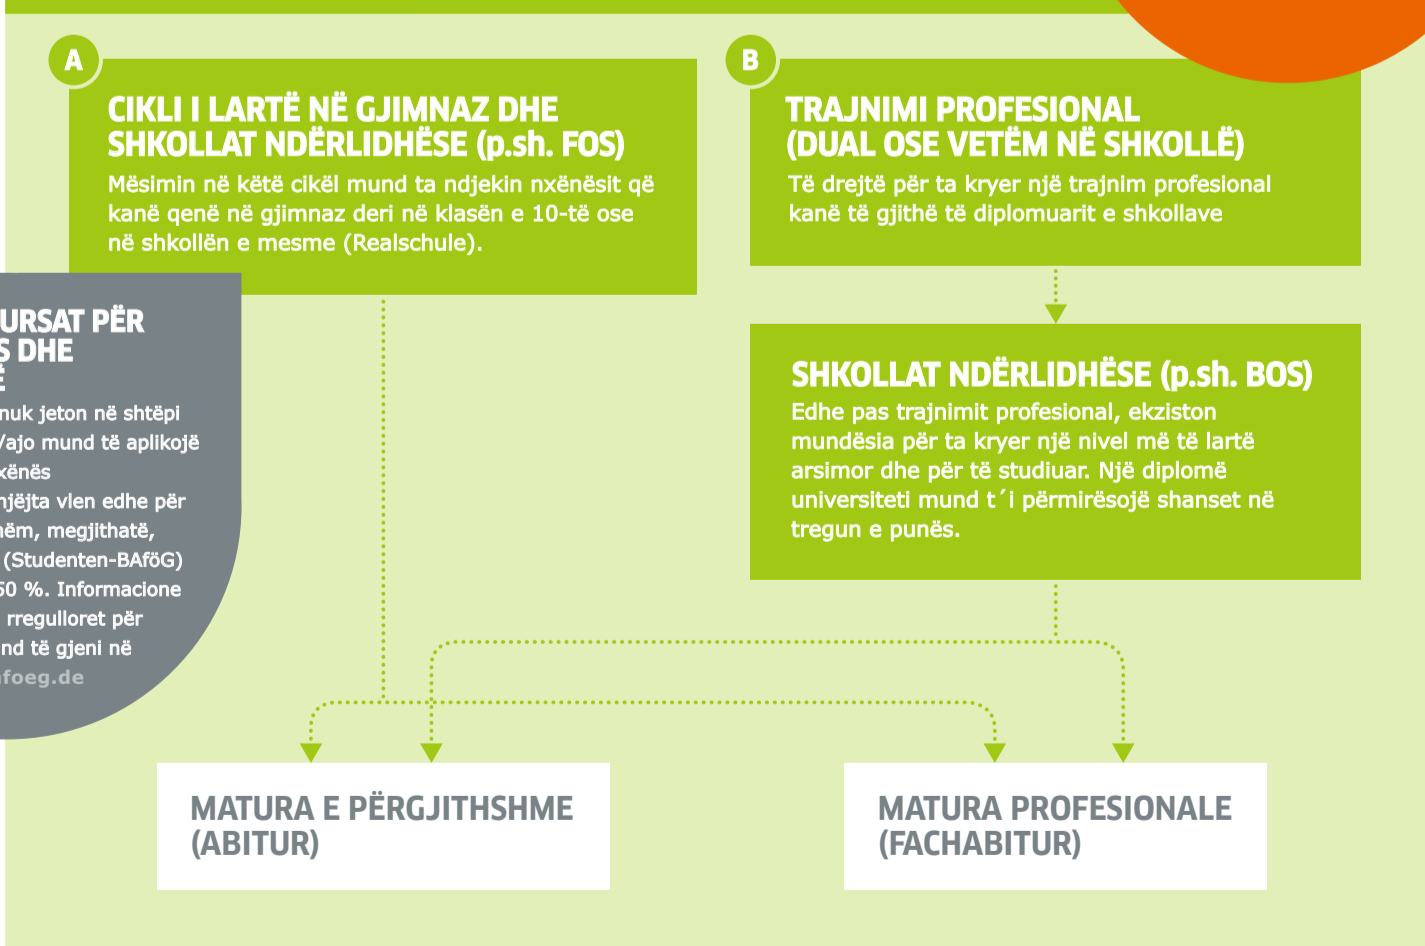 A
CIKLI I LARTË NË GJIMNAZ DHE
SHKOLLAT NDËRLIDHËSE (p.sh. FOS)
Mësimin në këtë cikël mund ta ndjekin nxënësit që
kanë qenë në gjimnaz deri në klasën e 10-të ose
në shkollën e mesme (Realschule).
B
TRAJNIMI PROFESIONAL
(DUAL OSE VETËM NË SHKOLLË)
Të drejtë për ta kryer një trajnim profesional
kanë të gjithë të diplomuarit e shkollave
SHKOLLAT NDËRLIDHËSE (p.sh. BOS)
Edhe pas trajnimit profesional, ekziston
mundësia për ta kryer një nivel më të lartë
arsimor dhe për të studiuar. Një diplomë
universiteti mund t´i përmirësojë shanset në
tregun e punës.
URSAT PËR
S DHE
Ë
nuk jeton në shtëpi
/ajo mund të aplikojë
xënës
njëjta vlen edhe për
hëm, megjithatë,
(Studenten-BAföG)
50 %. Informacione
rregulloret për
nd të gjeni në
afoeg.de
MATURA E PËRGJITHSHME
(ABITUR)
MATURA PROFESIONALE
(FACHABITUR)